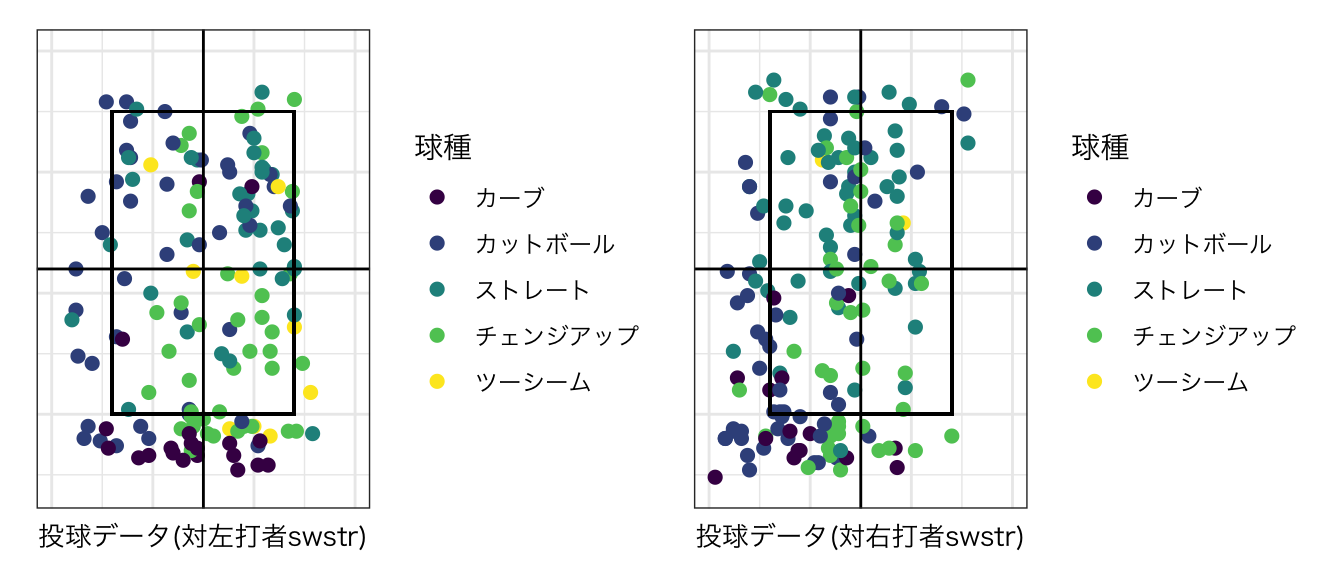 球種
カーブ
カットボール
ストレート
チェンジアップ
ツーシーム
投球データ(対左打者swstr)
球種
カーブ
カットボール
ストレート
チェンジアップ
ツーシーム
投球データ(対右打者swstr)